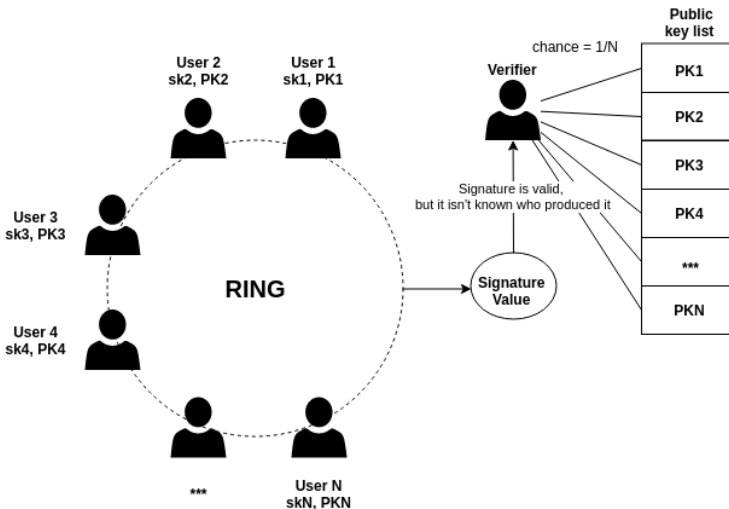 User 2
sk2, PK2
User 1
sk1, PK1
User 3
sk3, PK3
User 4
sk4, PK4
***
User N
skN, PKN
RING
Signature
Value
Signature is valid,
but it isn't known who produced it
Verifier
chance = 1/N
Public
key list
PK1
PK2
PK3
PK4
***
PKN